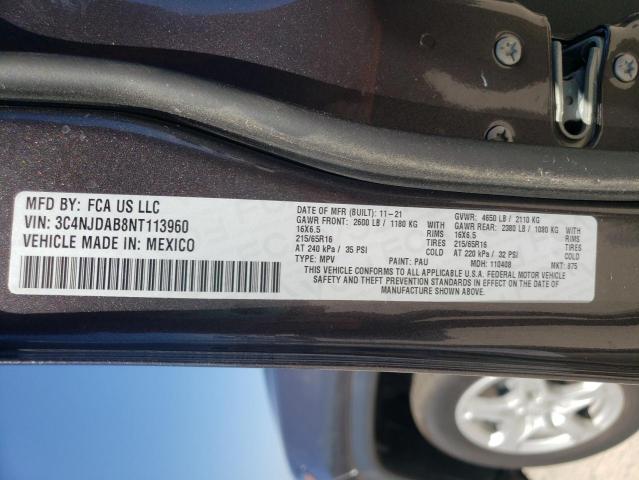 MFD BY: FCA US LLC
VIN: 3C4NJDAB8NT113960
VEHICLE MADE IN: MEXICO
DATE OF MFR (BUILT): 11-21 GVWR: 4650 LB / 2110 KG
GAWR FRONT: 2600 LB / 1180 KG WITH GAWR REAR: 2380 LB / 1080 KG WITH
16X6.5 RIMS 16X6.5 RIMS
215/65R16 TIRES 215/65R16 TIRES
AT 240 kPa / 35 PSI COLD AT 220 kPa / 32 PSI COLD
TYPE: MPV PAINT: PAU MDH: 110408 MKT: 875
THIS VEHICLE CONFORMS TO ALL APPLICABLE U.S.A. FEDERAL MOTOR VEHICLE
SAFETY AND THEFT PREVENTION STANDARDS IN EFFECT ON THE DATE OF
MANUFACTURE SHOWN ABOVE.